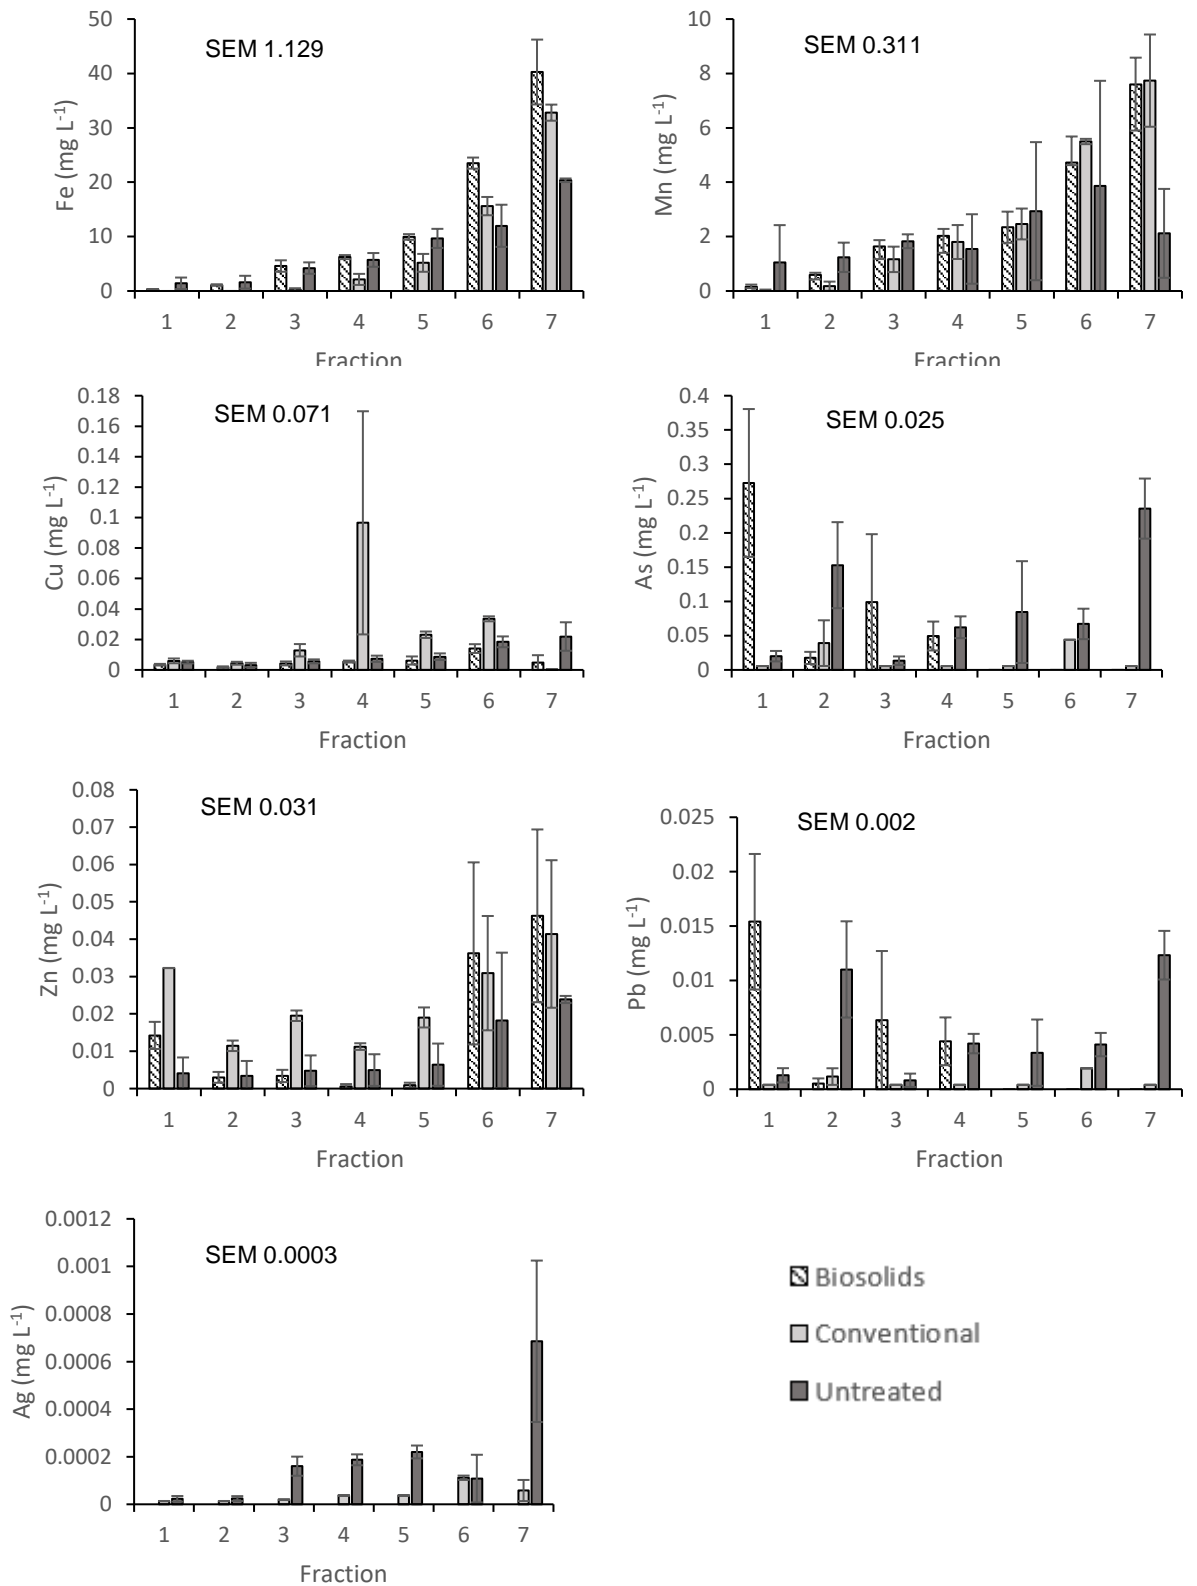 SEM 1.129
Fe (mg L-1)
50
40
30
20
10
0
1 2 3 4 5 6 7
Fraction
SEM 0.311
Mn (mg L-1)
10
8
6
4
2
0
1 2 3 4 5 6 7
Fraction
SEM 0.071
Cu (mg L-1)
0.18
0.16
0.14
0.12
0.1
0.08
0.06
0.04
0.02
0
1 2 3 4 5 6 7
Fraction
SEM 0.025
As (mg L-1)
0.4
0.35
0.3
0.25
0.2
0.15
0.1
0.05
0
1 2 3 4 5 6 7
Fraction
SEM 0.031
Zn (mg L-1)
0.08
0.07
0.06
0.05
0.04
0.03
0.02
0.01
0
1 2 3 4 5 6 7
Fraction
SEM 0.002
Pb (mg L-1)
0.025
0.02
0.015
0.01
0.005
0
1 2 3 4 5 6 7
Fraction
SEM 0.0003
Ag (mg L-1)
0.0012
0.001
0.0008
0.0006
0.0004
0.0002
0
1 2 3 4 5 6 7
Fraction
Biosolids
Conventional
Untreated